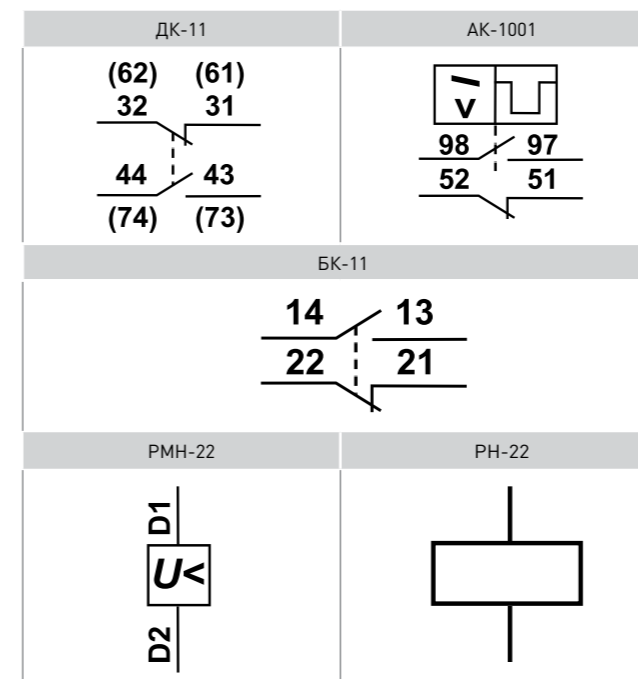 ДК-11
АК-1001
(62) (61)
32 31
44 43
(74) (73)
I >
98 97
52 51
БК-11
14 13
22 21
РМН-22
РН-22
D1
U<
D2